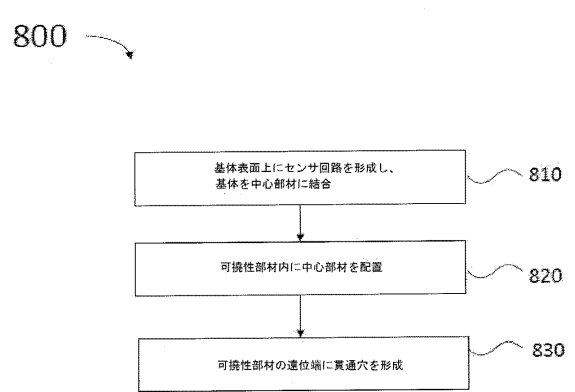 800
基体表面上にセンサ回路を形成し、
基体を中心部材に結合
810
可撓性部材内に中心部材を配置
820
可撓性部材の遠位端に貫通穴を形成
830